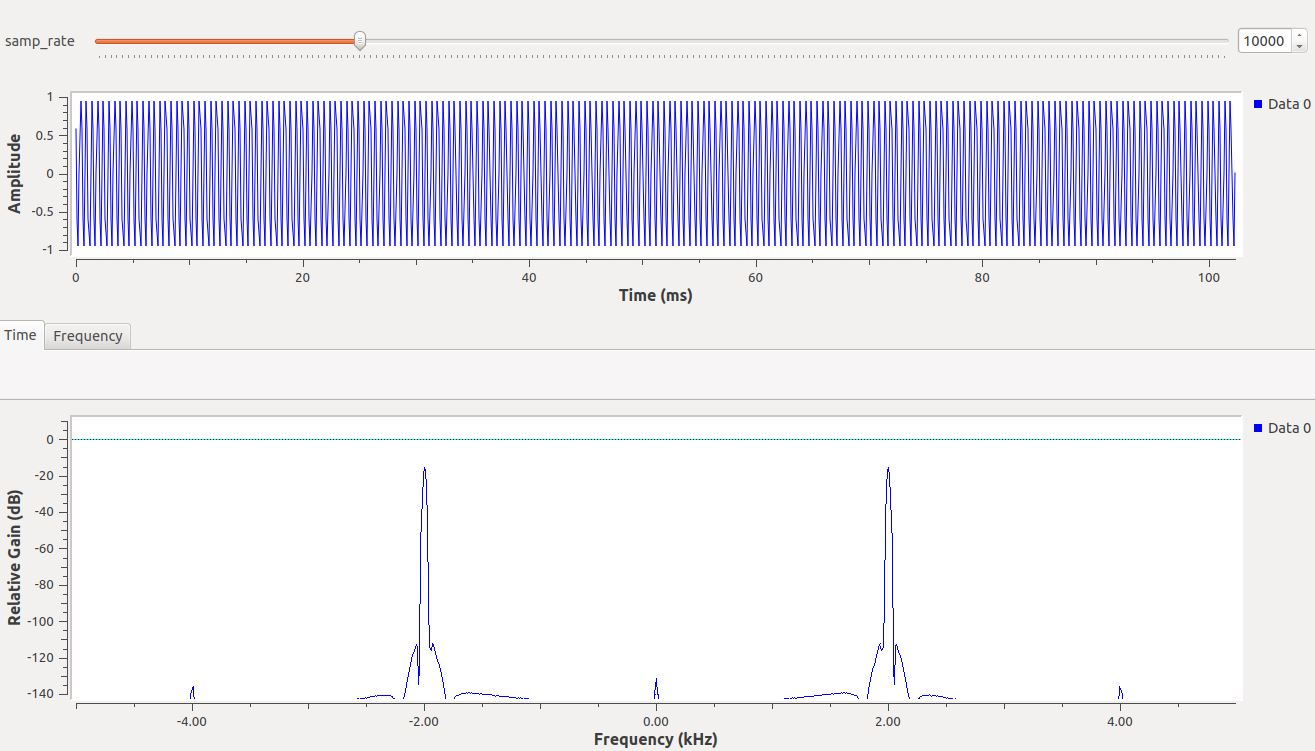 samp_rate 10000
1
0.5
0
-0.5
-1
Amplitude
Data 0
0 20 40 60 80 100
Time (ms)
Time Frequency
0
-20
-40
-60
-80
-100
-120
-140
Relative Gain (dB)
Data 0
-4.00 -2.00 0.00 2.00 4.00
Frequency (kHz)